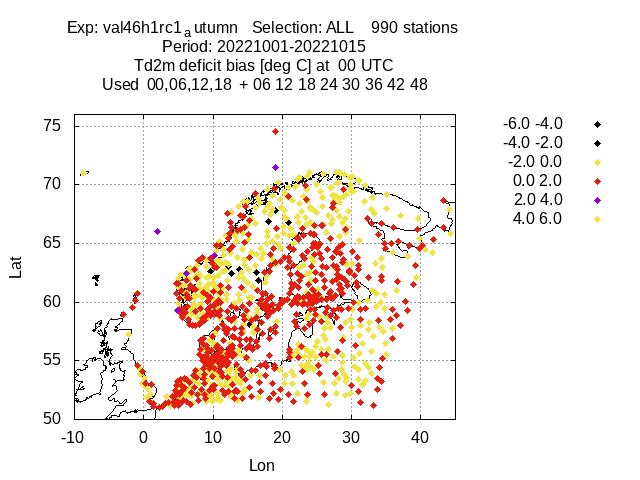 Exp: val46h1rc1_autumn Selection: ALL 990 stations
Period: 20221001-20221015
Td2m deficit bias [deg C] at 00 UTC
Used 00,06,12,18 + 06 12 18 24 30 36 42 48
-6.0 -4.0
-4.0 -2.0
-2.0 0.0
0.0 2.0
2.0 4.0
4.0 6.0
75
70
65
60
55
50
Lat
-10 0 10 20 30 40
Lon